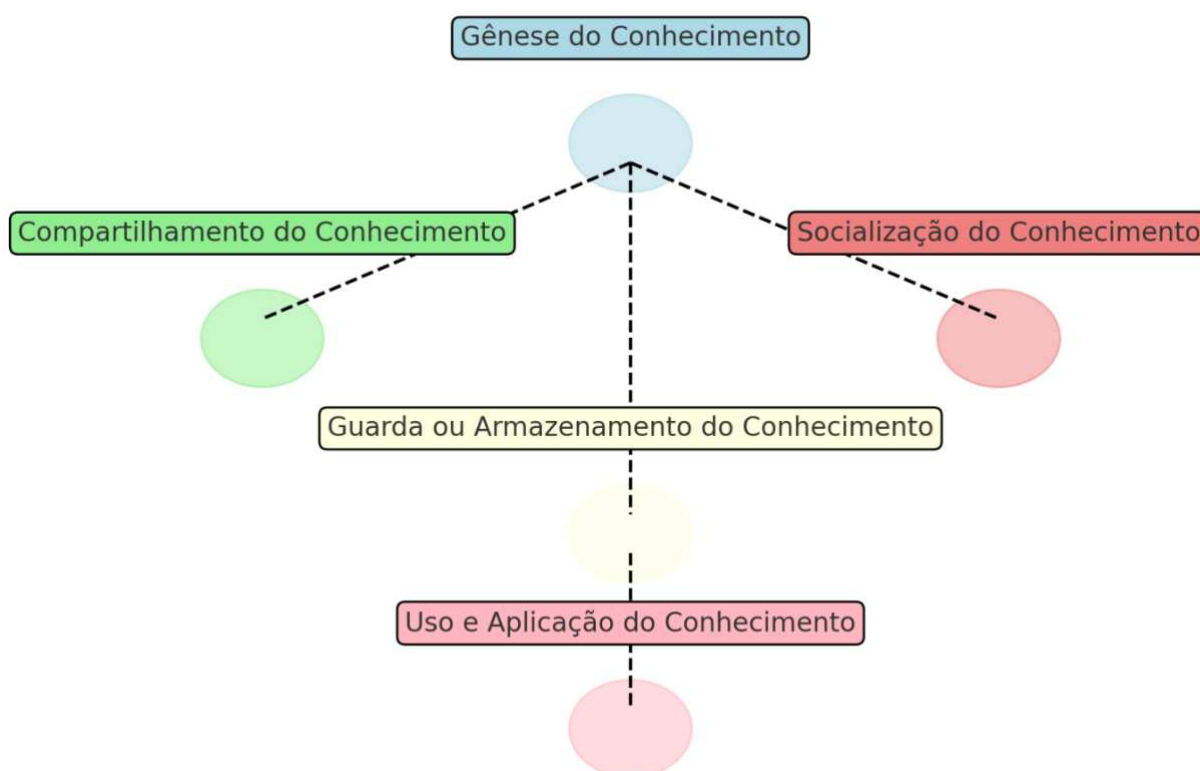 Gênese do Conhecimento
Compartilhamento do Conhecimento
Socialização do Conhecimento
Guarda ou Armazenamento do Conhecimento
Uso e Aplicação do Conhecimento